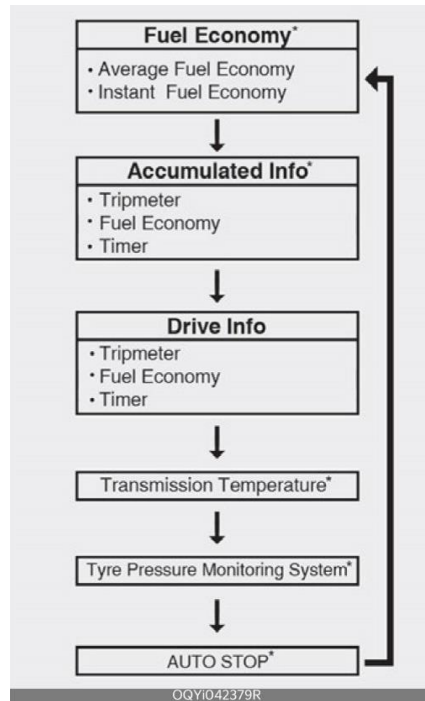 Fuel Economy*
· Average Fuel Economy
· Instant Fuel Economy
Accumulated Info*
· Tripmeter
· Fuel Economy
· Timer
Drive Info
· Tripmeter
· Fuel Economy
· Timer
Transmission Temperature*
Tyre Pressure Monitoring System*
AUTO STOP*
OQYI042379R